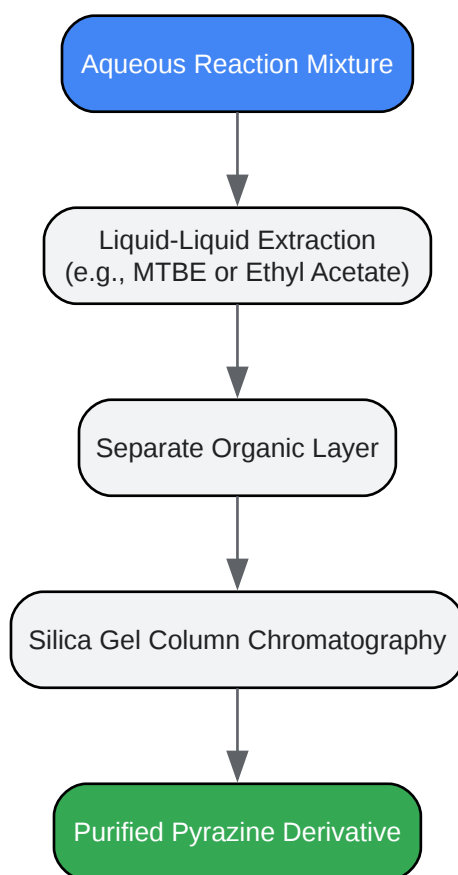 Aqueous Reaction Mixture
Liquid-Liquid Extraction
(e.g., MTBE or Ethyl Acetate)
Separate Organic Layer
Silica Gel Column Chromatography
Purified Pyrazine Derivative